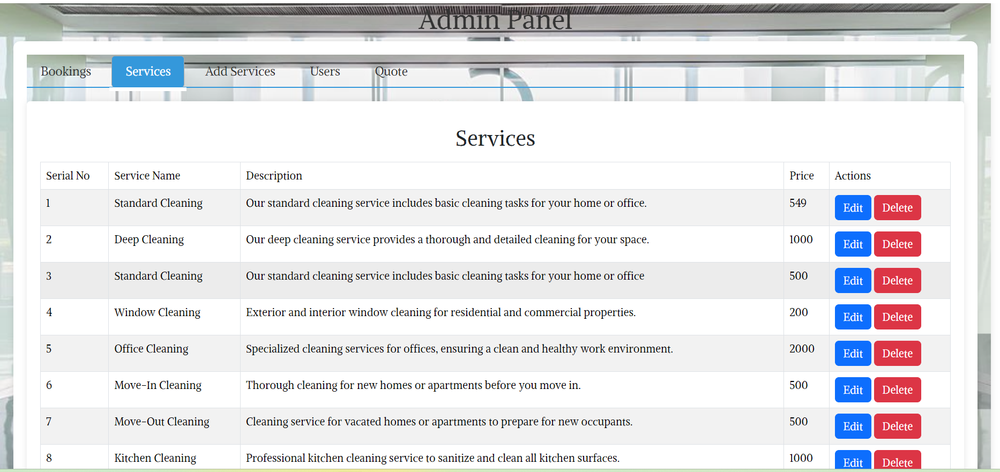 Admin Panel
Bookings Services Add Services Users Quote
Services
Serial No Service Name Description Price Actions
1 Standard Cleaning Our standard cleaning service includes basic cleaning tasks for your home or office. 549 Edit Delete
2 Deep Cleaning Our deep cleaning service provides a thorough and detailed cleaning for your space. 1000 Edit Delete
3 Standard Cleaning Our standard cleaning service includes basic cleaning tasks for your home or office 500 Edit Delete
4 Window Cleaning Exterior and interior window cleaning for residential and commercial properties. 200 Edit Delete
5 Office Cleaning Specialized cleaning services for offices, ensuring a clean and healthy work environment. 2000 Edit Delete
6 Move-In Cleaning Thorough cleaning for new homes or apartments before you move in. 500 Edit Delete
7 Move-Out Cleaning Cleaning service for vacated homes or apartments to prepare for new occupants. 500 Edit Delete
8 Kitchen Cleaning Professional kitchen cleaning service to sanitize and clean all kitchen surfaces. 1000 Edit Delete